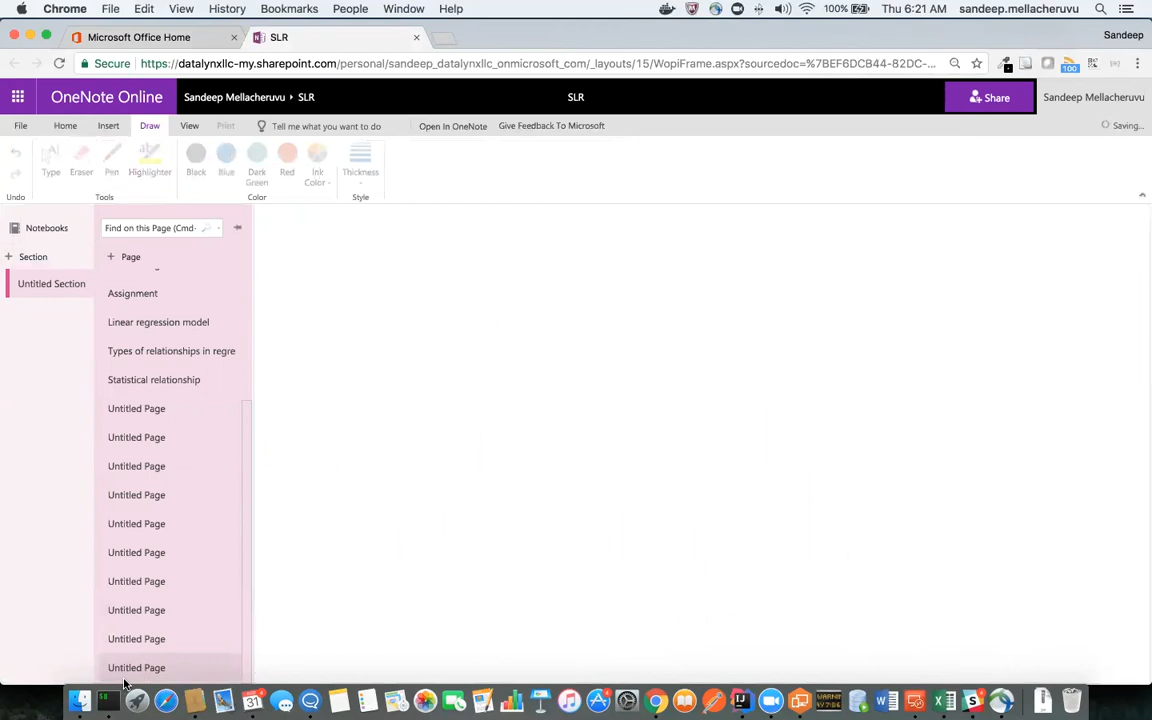 Chrome File Edit View History Bookmarks People Window Help 100% Thu 6:21 AM sandeep.mellacheruvu
Microsoft Office Home SLR Sandeep
Secure https://datalynxllc-my.sharepoint.com/personal/sandeep_datalynxllc_onmicrosoft_com/_layouts/15/WopiFrame.aspx?sourcedoc=%7BEF6DCB44-82DC-... 100
OneNote Online Sandeep Mellacheruvu SLR SLR Share Sandeep Mellacheruvu
File Home Insert Draw View Print Tell me what you want to do Open In OneNote Give Feedback To Microsoft Saving...
Type Eraser Pen Highlighter Black Blue Dark Green Red Ink Color Thickness
Undo Tools Color Style
Notebooks Find on this Page (Cmd
+ Section + Page
Untitled Section
Assignment
Linear regression model
Types of relationships in regre
Statistical relationship
Untitled Page
Untitled Page
Untitled Page
Untitled Page
Untitled Page
Untitled Page
Untitled Page
Untitled Page
Untitled Page
Untitled Page